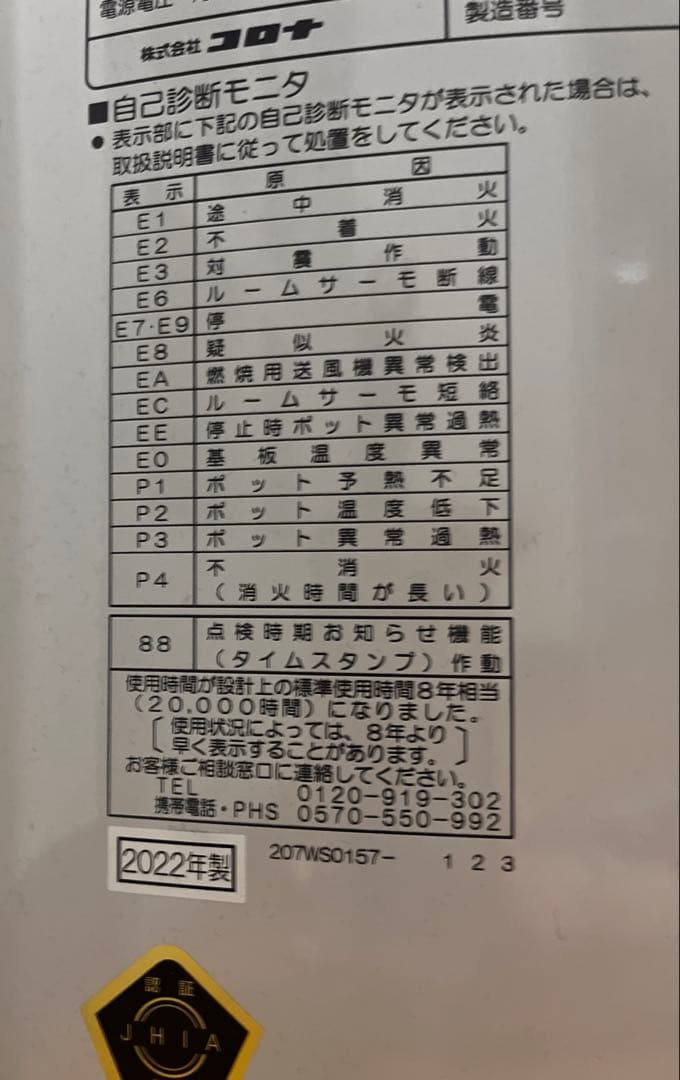 電源電圧
製造番号
株式会社 コロナ
■自己診断モニタ
● 表示部に下記の自己診断モニタが表示された場合は、
取扱説明書に従って処置をしてください。
表示 原因
E1 途中消火
E2 不着火
E3 対震作動
E6 ルームサーモ断線
E7・E9 停電
E8 疑似火炎
EA 燃焼用送風機異常検出
EC ルームサーモ短絡
EE 停止時ポット異常過熱
E0 基板温度異常
P1 ポット予熱不足
P2 ポット温度低下
P3 ポット異常過熱
P4 不消火
(消火時間が長い)
88 点検時期お知らせ機能
(タイムスタンプ)作動
使用時間が設計上の標準使用時間8年相当
(20,000時間)になりました。
[使用状況によっては、8年より
早く表示することがあります。]
お客様ご相談窓口に連絡してください。
TEL 0120-919-302
携帯電話・PHS 0570-550-992
2022年製
207WS0157- 1 2 3
認証
JHIA